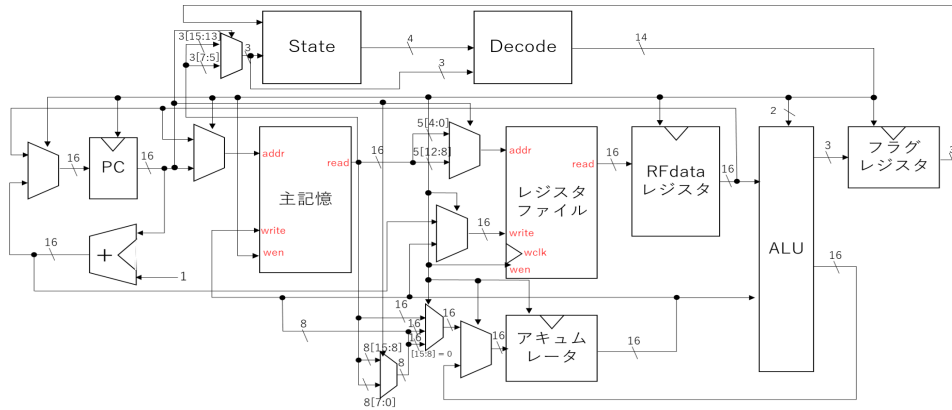 State
4
Decode
14
3[15:13]
3
3[7:5]
3
2
16
PC
16
16
addr
read
16
主記憶
write
wen
5[4:0]
5[12:8]
addr
read
16
レジスタ
ファイル
16
write
wclk
wen
RFdata
レジスタ
16
ALU
3
フラグ
レジスタ
3
16
+
1
16
8
16
16
16
[15:8] = 0
16
16
アキュム
レータ
16
8[15:8]
8
8[7:0]